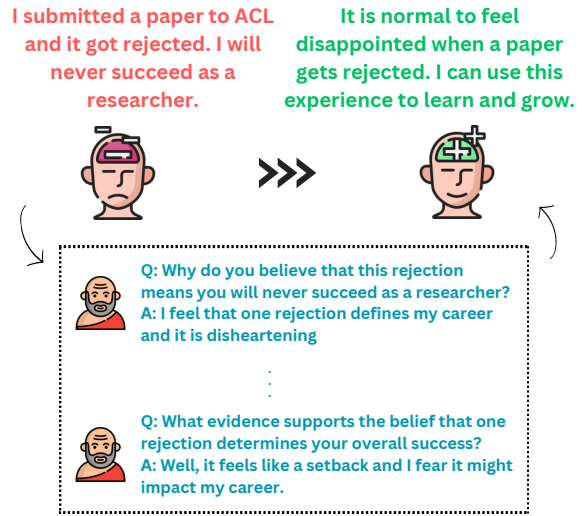 I submitted a paper to ACL
and it got rejected. I will
never succeed as a
researcher.
It is normal to feel
disappointed when a paper
gets rejected. I can use this
experience to learn and grow.
Q: Why do you believe that this rejection
means you will never succeed as a researcher?
A: I feel that one rejection defines my career
and it is disheartening
.
.
.
Q: What evidence supports the belief that one
rejection determines your overall success?
A: Well, it feels like a setback and I fear it might
impact my career.